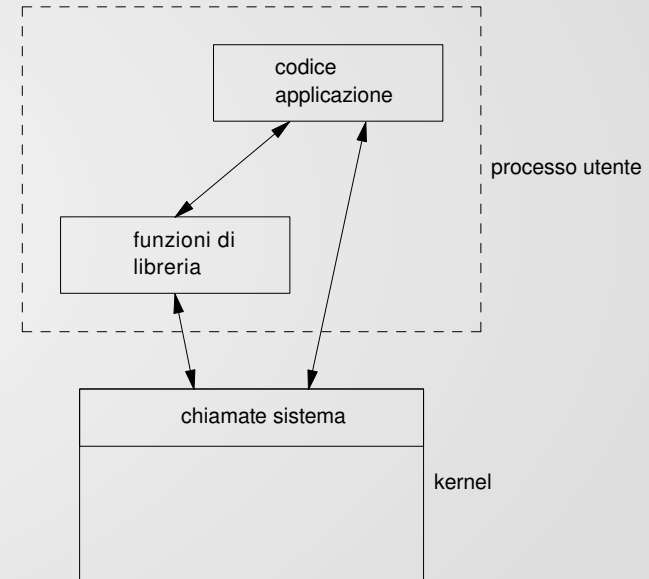 codice
applicazione
processo utente
funzioni di
libreria
chiamate sistema
kernel